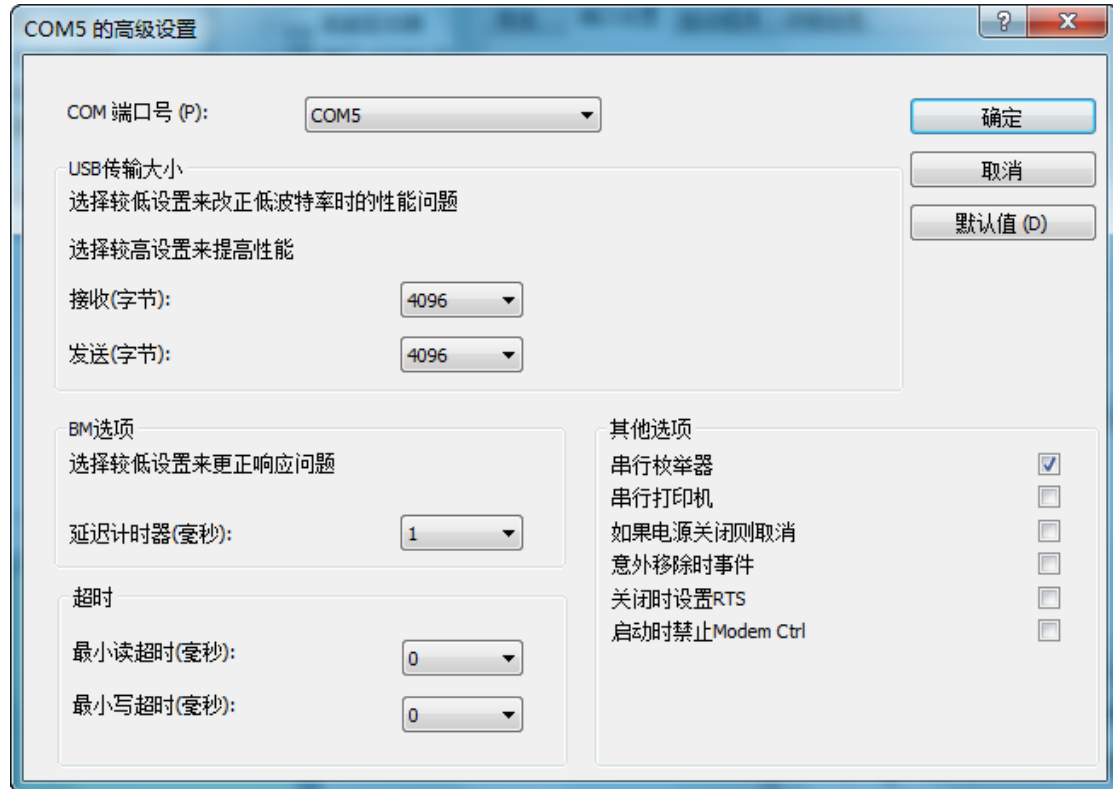 COM5 的高级设置
COM 端口号 (P):
COM5
确定
USB传输大小
取消
选择较低设置来改正低波特率时的性能问题
默认值 (D)
选择较高设置来提高性能
接收(字节):
4096
发送(字节):
4096
BM选项
选择较低设置来更正响应问题
延迟计时器(毫秒):
1
超时
最小读超时(毫秒):
0
最小写超时(毫秒):
0
其他选项
串行枚举器
串行打印机
如果电源关闭则取消
意外移除时事件
关闭时设置RTS
启动时禁止Modem Ctrl